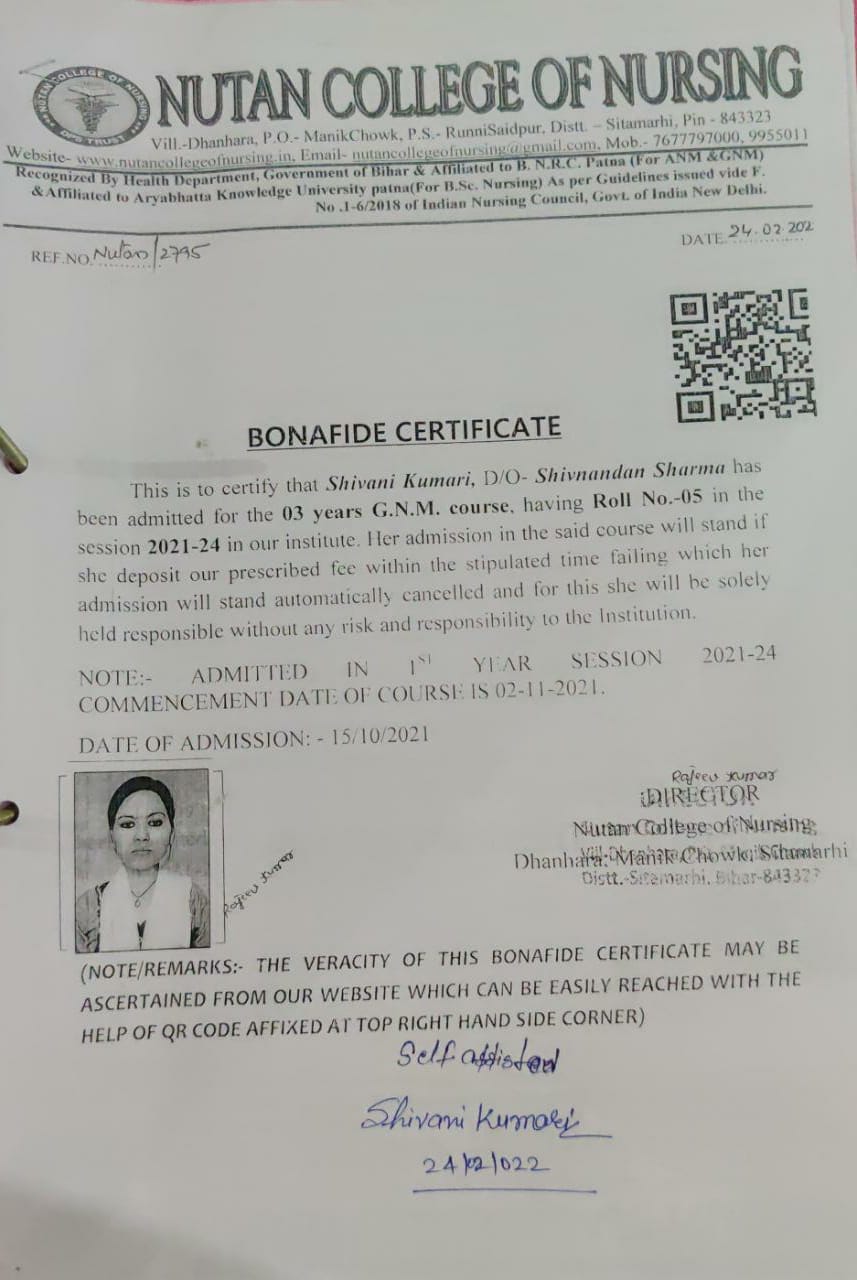 NUTAN COLLEGE OF NURSING
NUTAN COLLEGE OF NURSING
DPS TRUST
Vill.-Dhanhara, P.O.- ManikChowk, P.S.- RunniSaidpur, Distt. – Sitamarhi, Pin - 843323
Website- www.nutancollegeofnursing.in, Email- nutancollegeofnursing@gmail.com, Mob.- 7677797000, 9955011
Recognized By Health Department, Government of Bihar & Affiliated to B. N.R.C. Patna (For ANM &GNM)
&Affiliated to Aryabhatta Knowledge University patna(For B.Sc. Nursing) As per Guidelines issued vide F.
No .1-6/2018 of Indian Nursing Council, Govt. of India New Delhi.
REF.NO. Nutan/2795
DATE. 24.02.202
BONAFIDE CERTIFICATE
This is to certify that Shivani Kumari, D/O- Shivnandan Sharma has
been admitted for the 03 years G.N.M. course, having Roll No.-05 in the
session 2021-24 in our institute. Her admission in the said course will stand if
she deposit our prescribed fee within the stipulated time failing which her
admission will stand automatically cancelled and for this she will be solely
held responsible without any risk and responsibility to the Institution.
NOTE:- ADMITTED IN 1ST YEAR SESSION 2021-24
COMMENCEMENT DATE OF COURSE IS 02-11-2021.
DATE OF ADMISSION: - 15/10/2021
Rajeev Kumar
DIRECTOR
Nutan College of Nursing
Dhanhara, Manik Chowk, Sitamarhi
Distt.-Sitamarhi, Bihar-843327
Rajeev Kumar
(NOTE/REMARKS:- THE VERACITY OF THIS BONAFIDE CERTIFICATE MAY BE
ASCERTAINED FROM OUR WEBSITE WHICH CAN BE EASILY REACHED WITH THE
HELP OF QR CODE AFFIXED AT TOP RIGHT HAND SIDE CORNER)
Self
Shivani Kumari
24/02/022